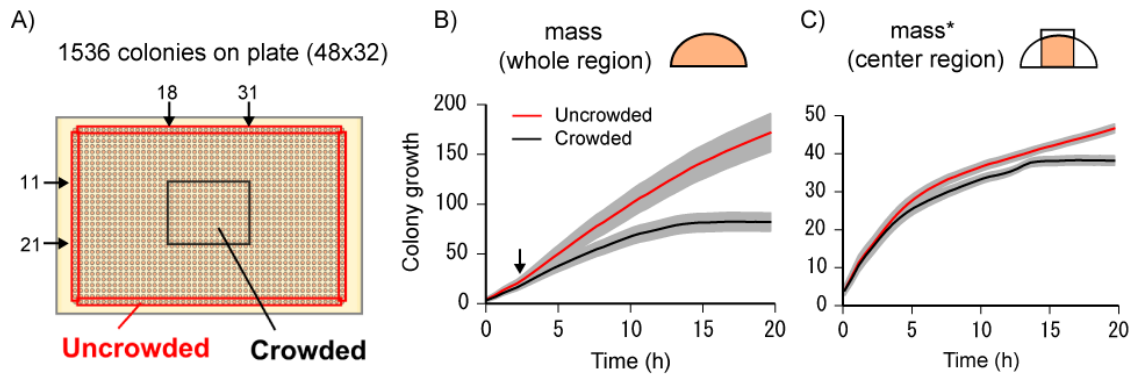 A)
1536 colonies on plate (48x32)
18
31
11
21
Uncrowded
Crowded
B)
mass
(whole region)
Colony growth
200
150
100
50
0
Uncrowded
Crowded
0
5
10
15
20
Time (h)
C)
mass*
(center region)
50
40
30
20
10
0
0
5
10
15
20
Time (h)